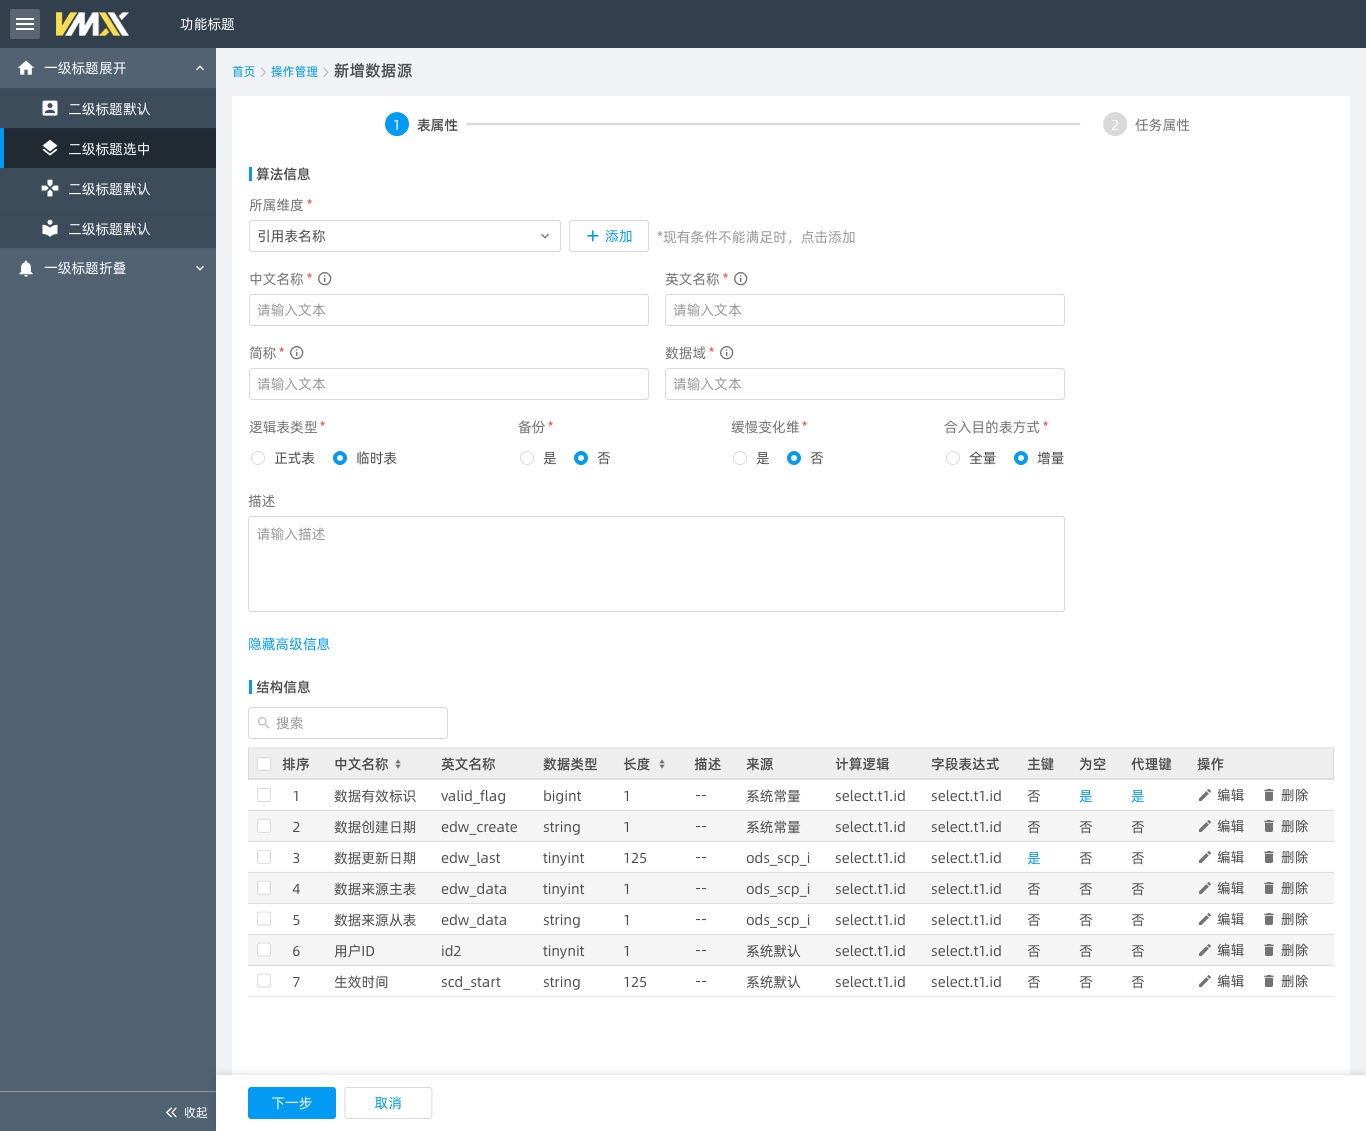 VMX 功能标题
一级标题展开
二级标题默认
二级标题选中
二级标题默认
二级标题默认
一级标题折叠
收起
首页 操作管理 新增数据源
1 表属性 2 任务属性
算法信息
所属维度*
引用表名称 添加 *现有条件不能满足时，点击添加
中文名称* 英文名称*
请输入文本 请输入文本
简称* 数据域*
请输入文本 请输入文本
逻辑表类型* 备份* 缓慢变化维* 合入目的表方式*
正式表 临时表 是 否 是 否 全量 增量
描述
请输入描述
隐藏高级信息
结构信息
搜索
排序 中文名称 英文名称 数据类型 长度 描述 来源 计算逻辑 字段表达式 主键 为空 代理键 操作
1 数据有效标识 valid_flag bigint 1 -- 系统常量 select.t1.id select.t1.id 否 是 是 编辑 删除
2 数据创建日期 edw_create string 1 -- 系统常量 select.t1.id select.t1.id 否 否 否 编辑 删除
3 数据更新日期 edw_last tinyint 125 -- ods_scp_i select.t1.id select.t1.id 是 否 否 编辑 删除
4 数据来源主表 edw_data tinyint 1 -- ods_scp_i select.t1.id select.t1.id 否 否 否 编辑 删除
5 数据来源从表 edw_data string 1 -- ods_scp_i select.t1.id select.t1.id 否 否 否 编辑 删除
6 用户ID id2 tinynit 1 -- 系统默认 select.t1.id select.t1.id 否 否 否 编辑 删除
7 生效时间 scd_start string 125 -- 系统默认 select.t1.id select.t1.id 否 否 否 编辑 删除
下一步 取消